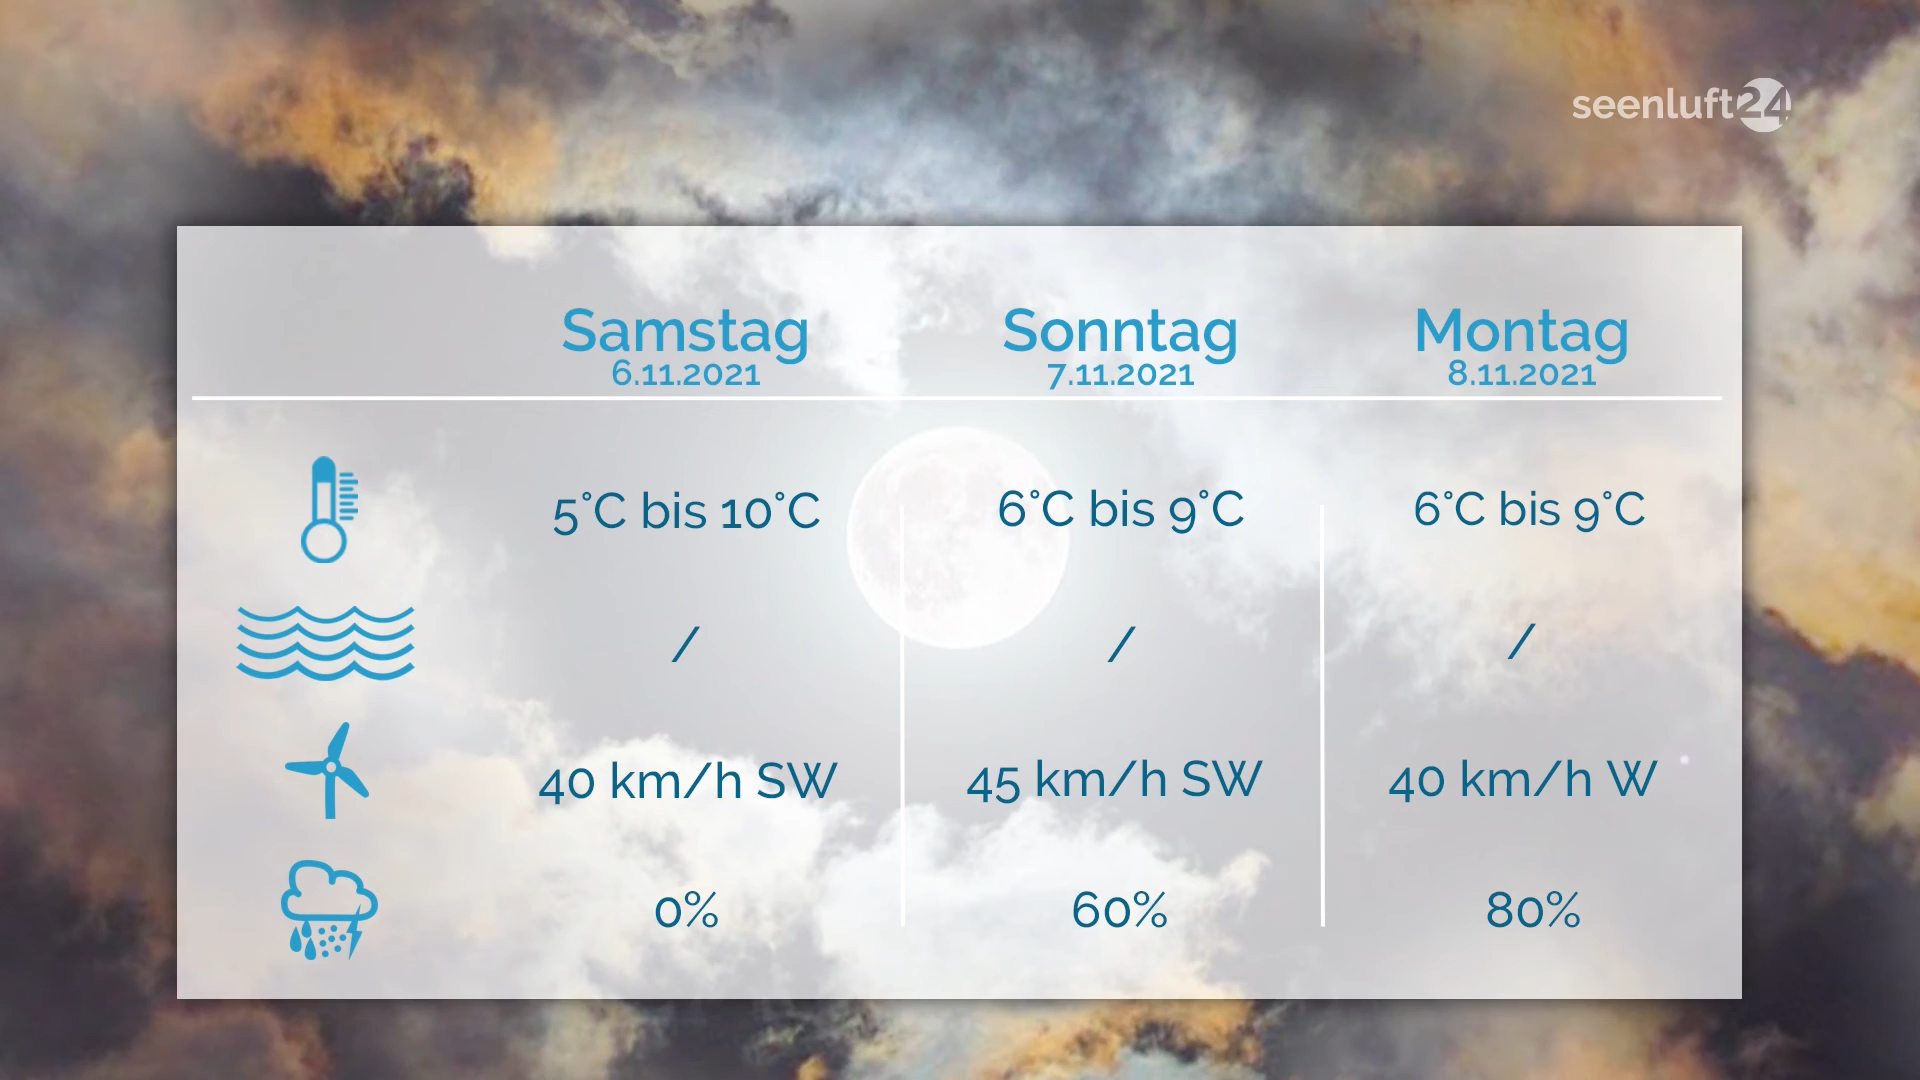 seenluft24
Samstag Sonntag Montag
6.11.2021 7.11.2021 8.11.2021
5°C bis 10°C 6°C bis 9°C 6°C bis 9°C
/ / /
40 km/h SW 45 km/h SW 40 km/h W
0% 60% 80%